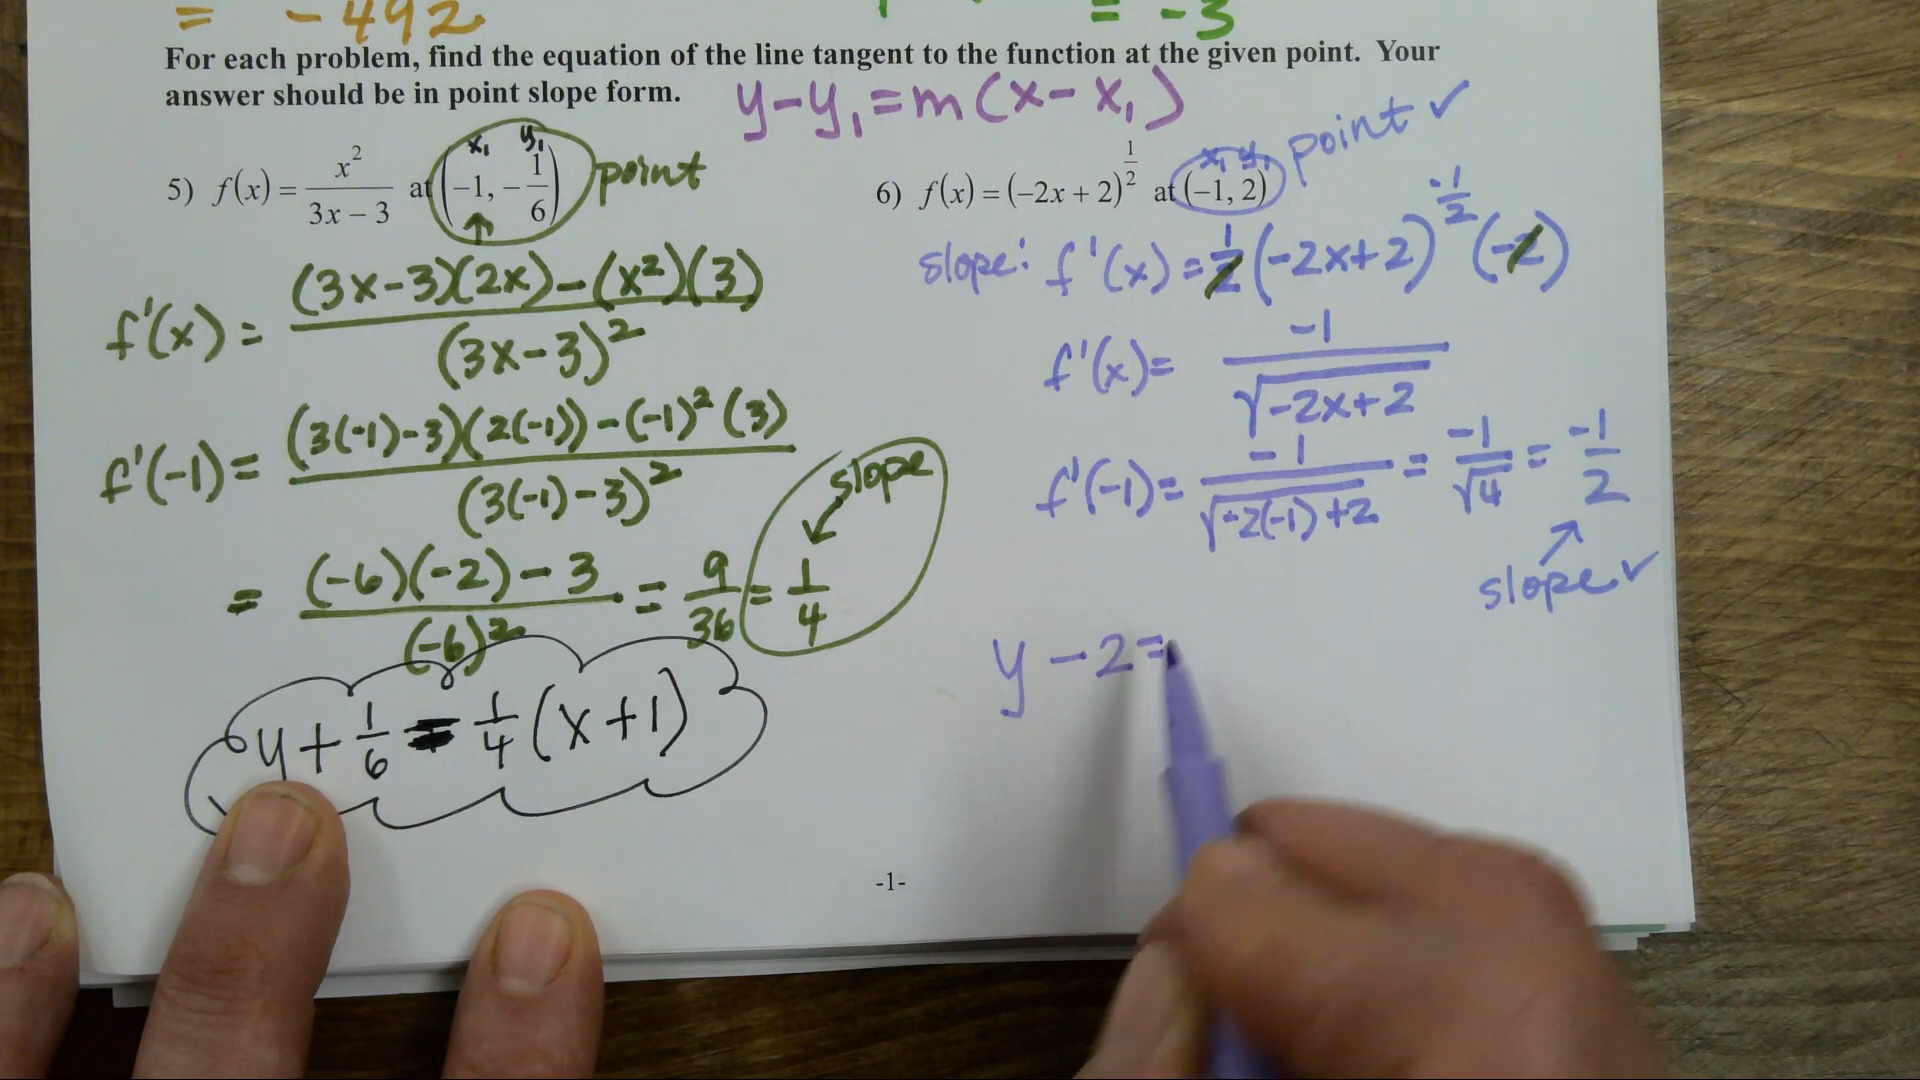 = -492
= -3
For each problem, find the equation of the line tangent to the function at the given point. Your
answer should be in point slope form. y-y₁=m(x-x₁)
5) f(x) = x²/(3x - 3) at (-1, -1/6) point
x₁ y₁
f'(x) = ((3x-3)(2x)-(x²)(3))/(3x-3)²
f'(-1) = ((3(-1)-3)(2(-1))-(-1)²(3))/(3(-1)-3)²
slope
= ((-6)(-2)-3)/(-6)² = 9/36 = 1/4
y+1/6 = 1/4(x+1)
6) f(x) = (-2x + 2)^(1/2) at (-1, 2) point ✓
x₁ y₁
slope: f'(x) = 1/2(-2x+2)^(-1/2)(-2)
f'(x) = -1/√(-2x+2)
f'(-1) = -1/√(-2(-1)+2) = -1/√4 = -1/2
slope ✓
y-2=
-1-